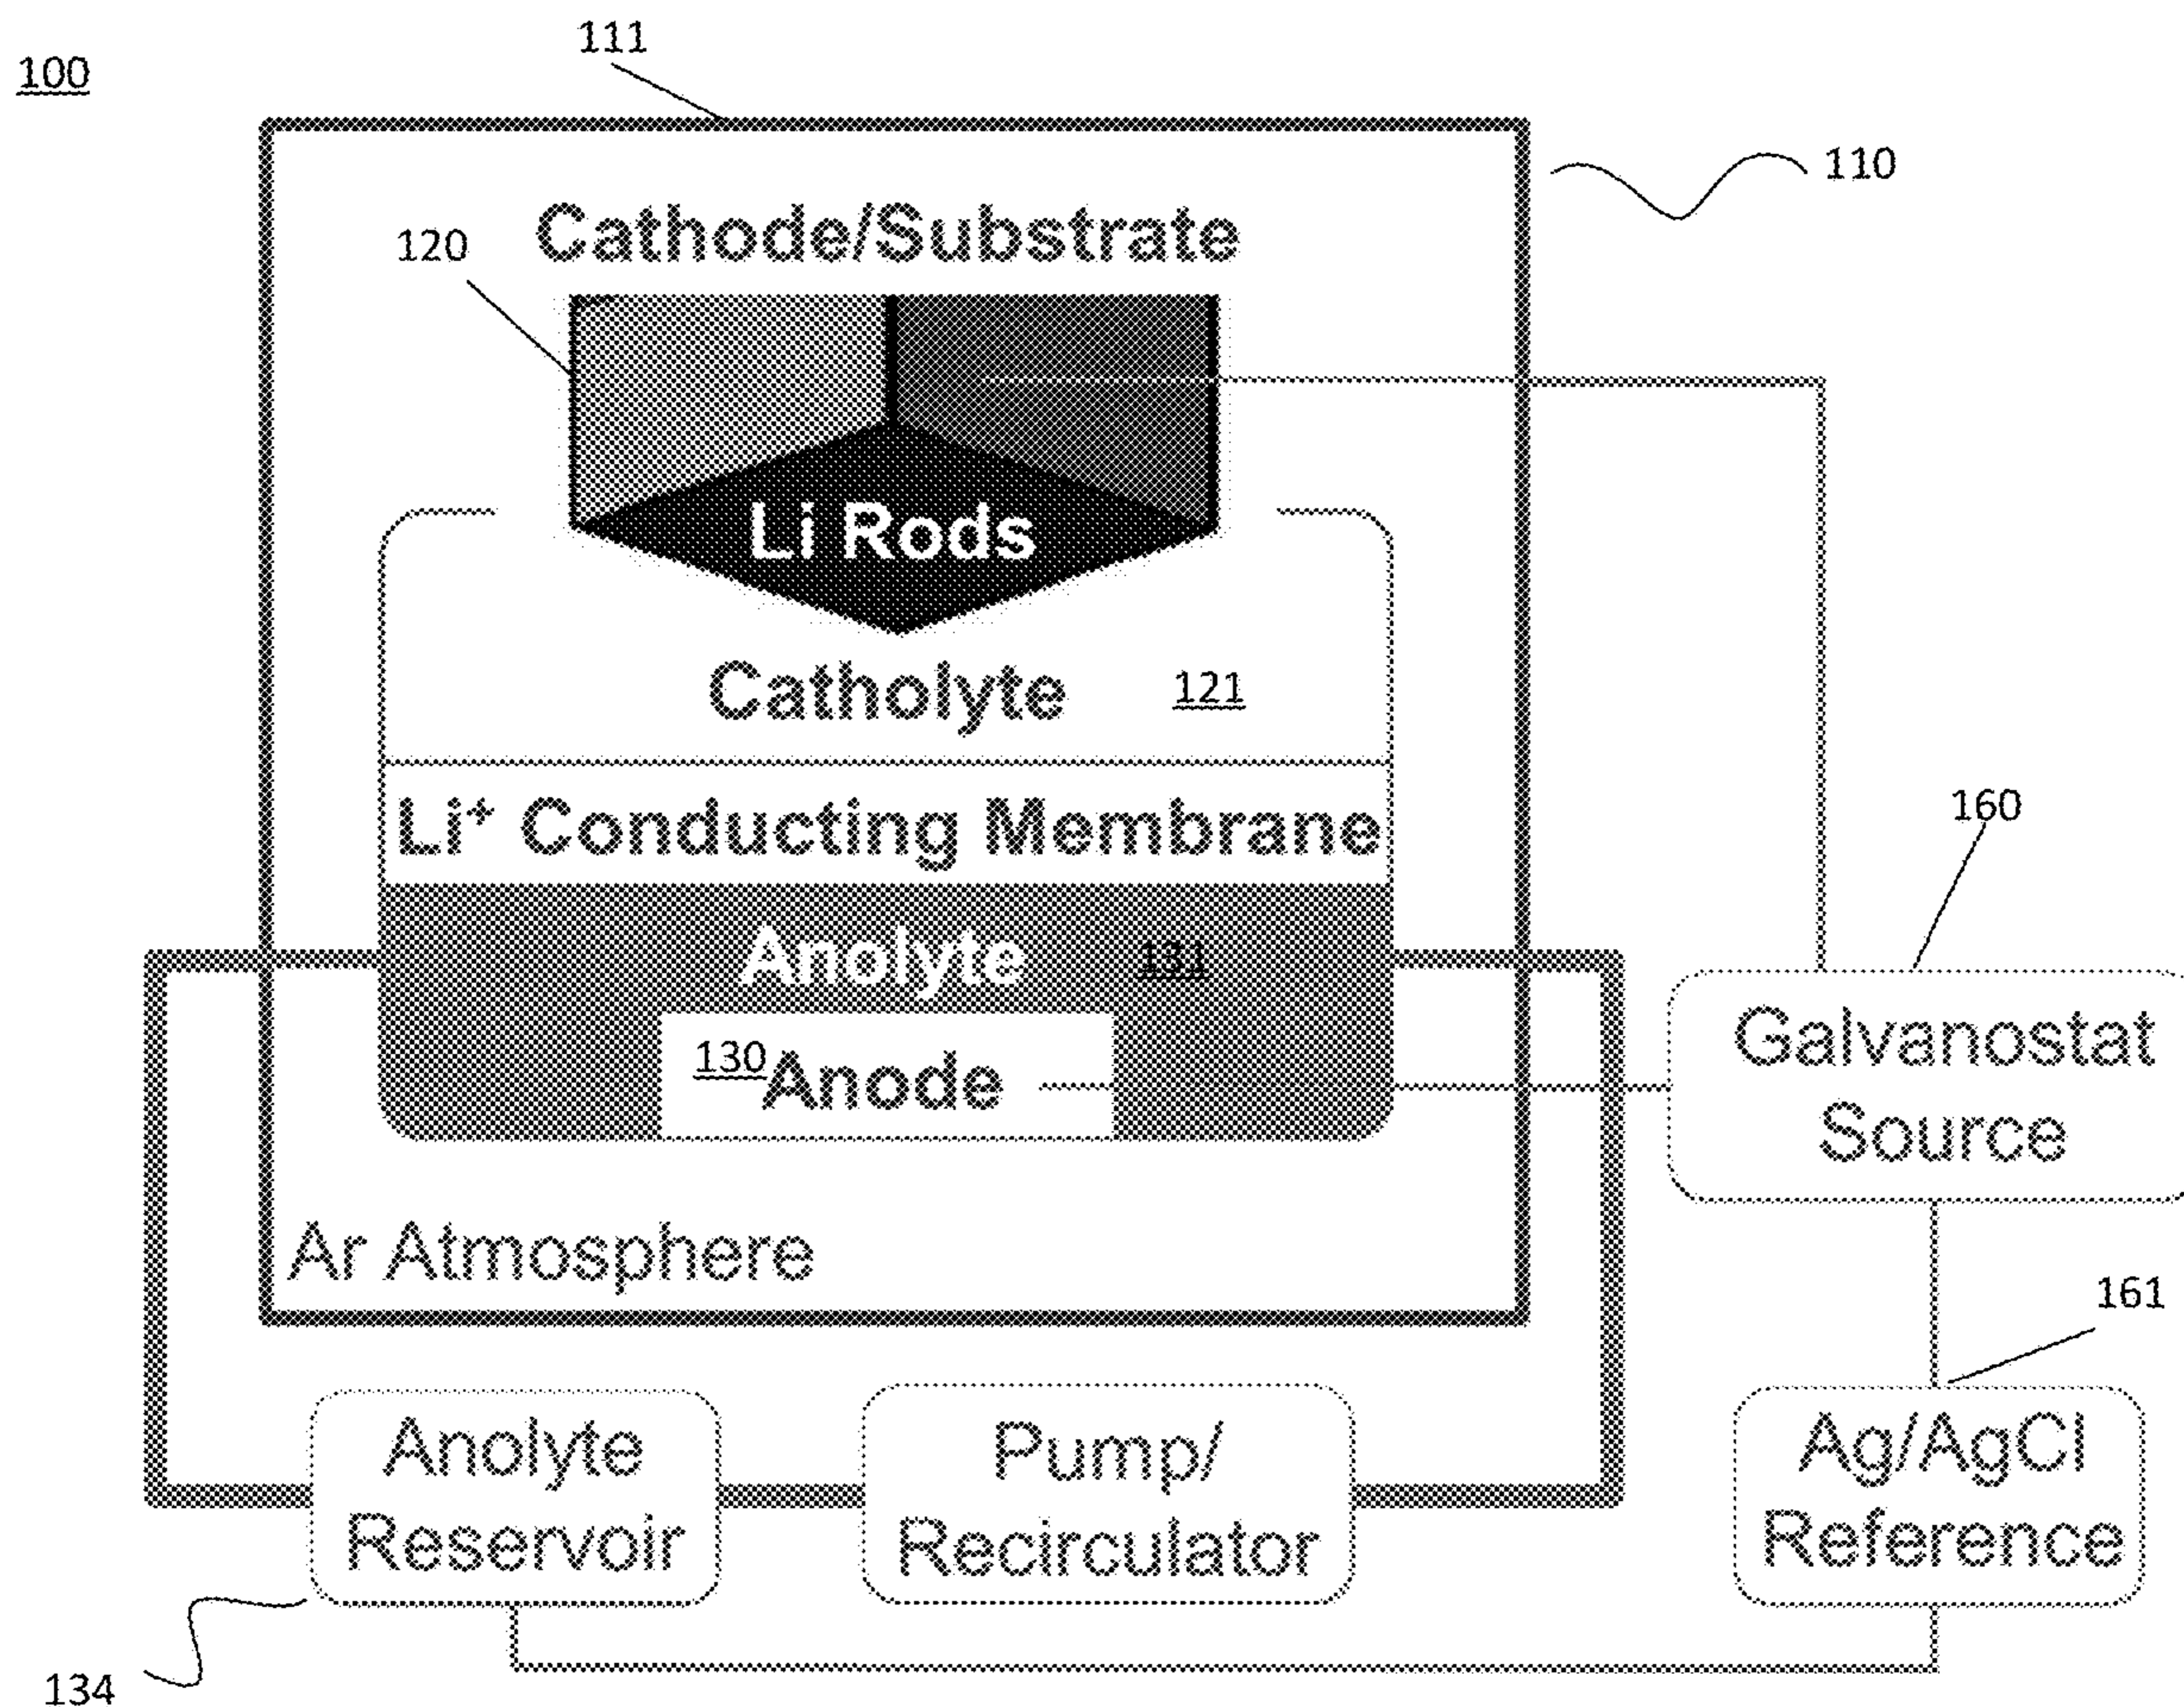 111
100
110
120
Cathode/Substrate
Li Rods
Catholyte 121
Li⁺ Conducting Membrane
160
Anolyte 131
130 Anode
Galvanostat
Source
Ar Atmosphere
161
Anolyte
Reservoir
Pump/
Recirculator
Ag/AgCl
Reference
134